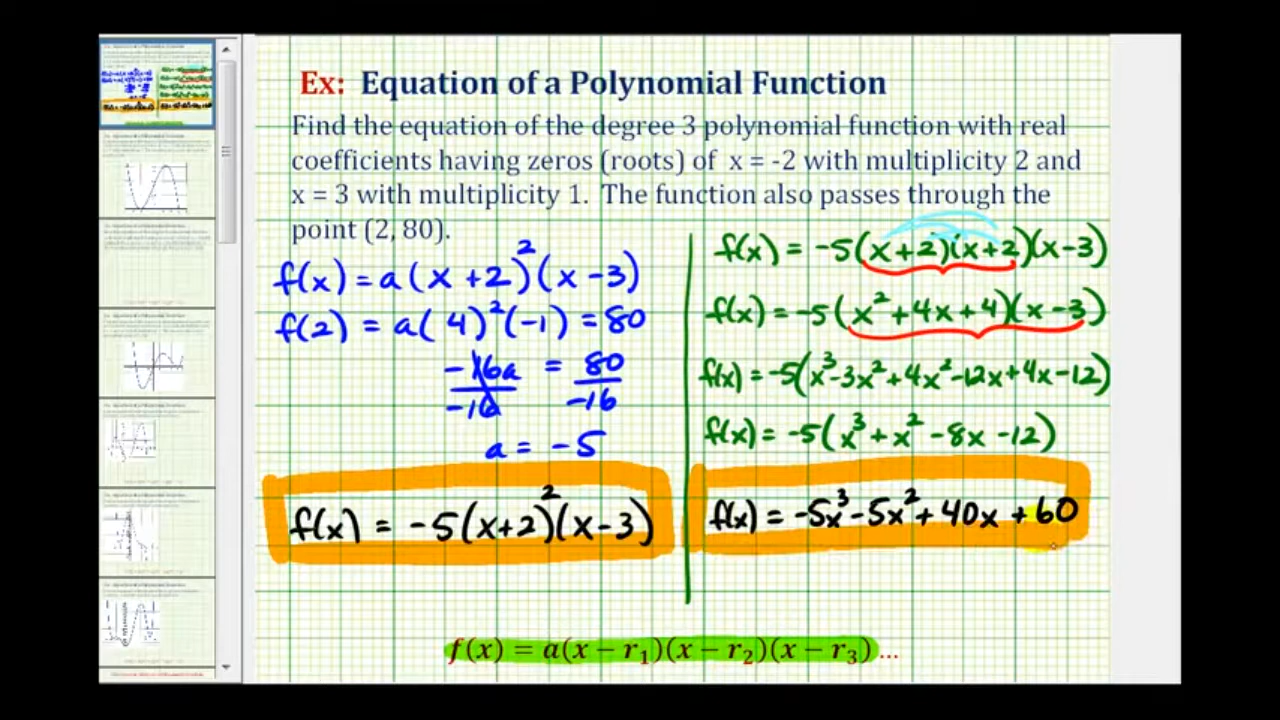 Ex: Equation of a Polynomial Function
Find the equation of the degree 3 polynomial function with real
coefficients having zeros (roots) of x = -2 with multiplicity 2 and
x = 3 with multiplicity 1. The function also passes through the
point (2, 80).
f(x) = a(x+2)²(x-3)
f(2) = a(4)²(-1) = 80
-16a = 80
-16 -16
a = -5
f(x) = -5(x+2)²(x-3)
f(x) = -5(x+2)(x+2)(x-3)
f(x) = -5(x²+4x+4)(x-3)
f(x) = -5(x³-3x²+4x²-12x+4x-12)
f(x) = -5(x³+x²-8x-12)
f(x) = -5x³-5x²+40x+60
f(x) = a(x − r₁)(x − r₂)(x − r₃)...